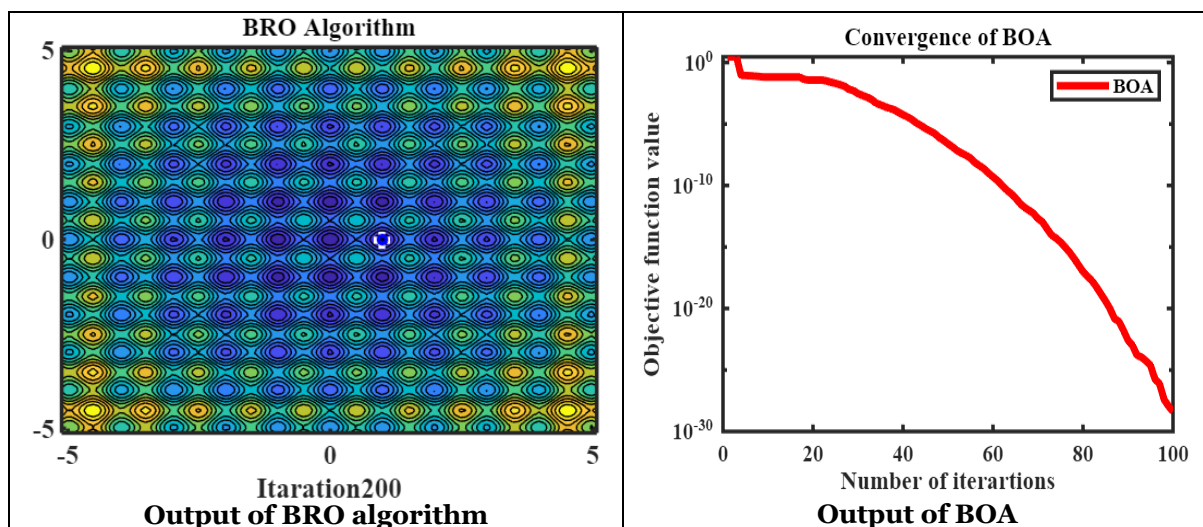 BRO Algorithm
5
0
-5
-5
0
5
Itaration200
Output of BRO algorithm
Convergence of BOA
10^0
BOA
10^-10
10^-20
10^-30
Objective function value
0
20
40
60
80
100
Number of iterartions
Output of BOA